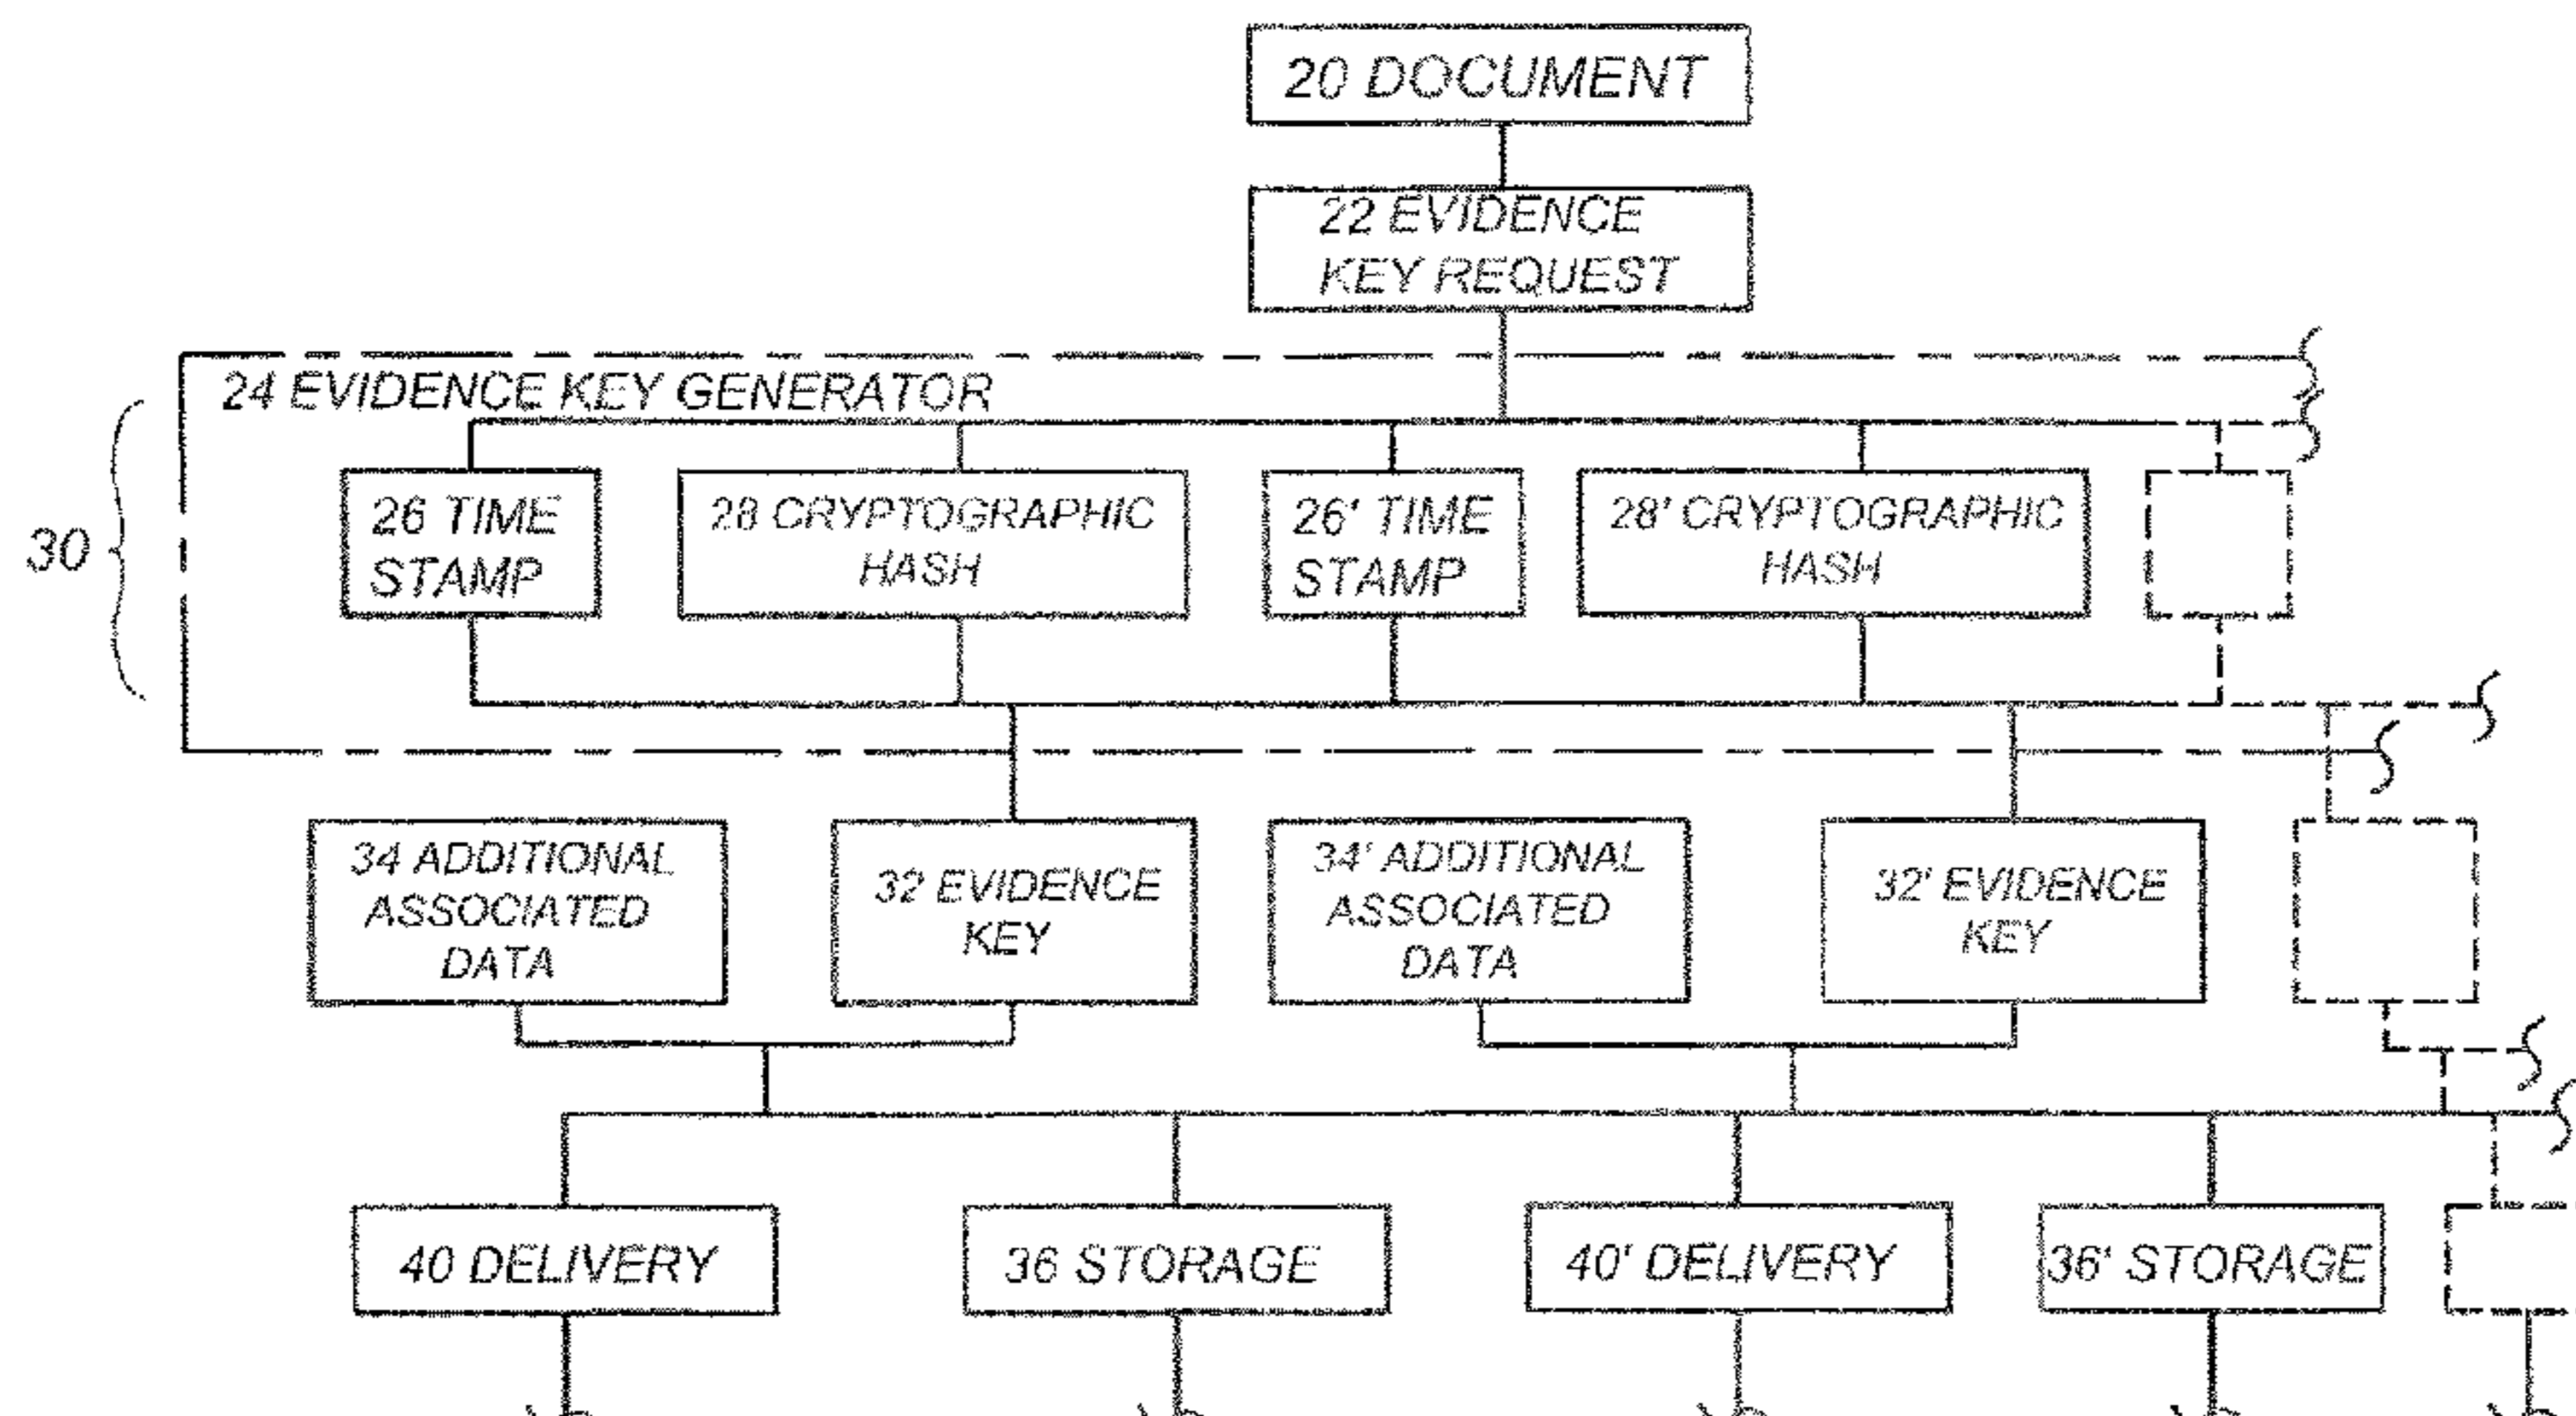 20 DOCUMENT
22 EVIDENCE
KEY REQUEST
24 EVIDENCE KEY GENERATOR
30
26 TIME
STAMP
28 CRYPTOGRAPHIC
HASH
26' TIME
STAMP
28' CRYPTOGRAPHIC
HASH
34 ADDITIONAL
ASSOCIATED
DATA
32 EVIDENCE
KEY
34' ADDITIONAL
ASSOCIATED
DATA
32' EVIDENCE
KEY
40 DELIVERY
36 STORAGE
40' DELIVERY
36' STORAGE